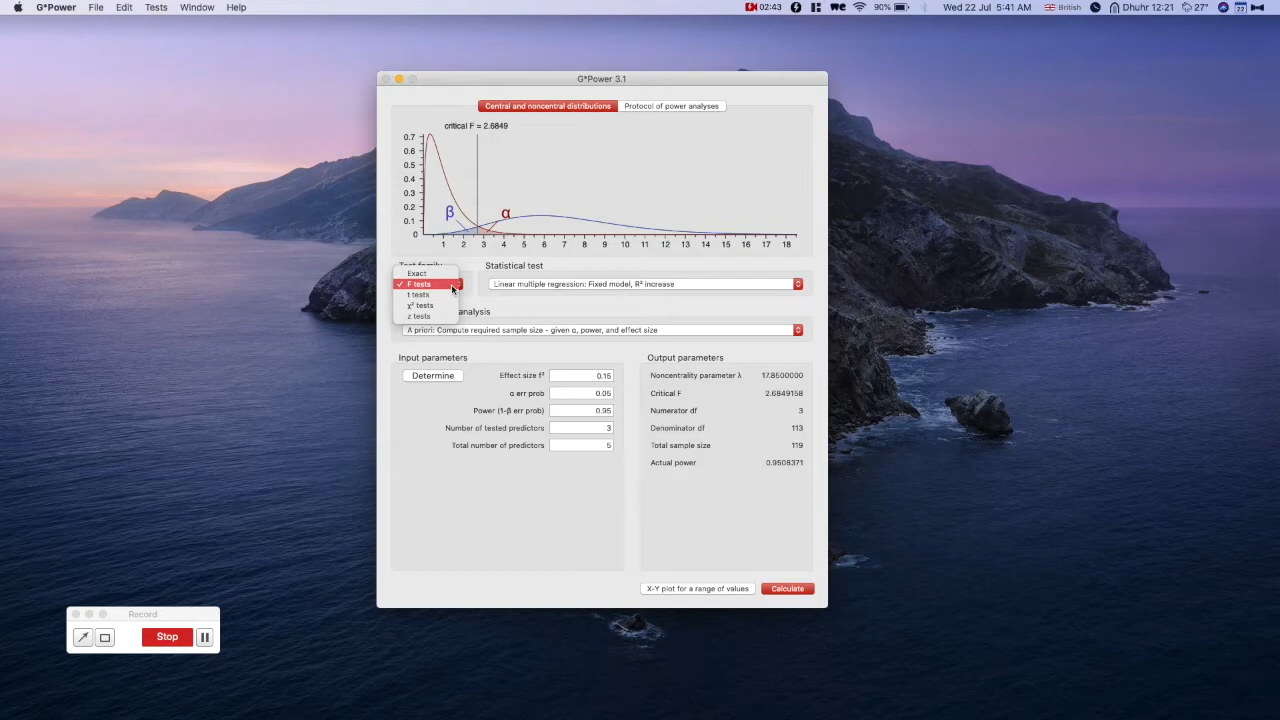 G*Power File Edit Tests Window Help 02:43 90% Wed 22 Jul 5:41 AM British Dhuhr 12:21 27° 22
G*Power 3.1
Central and noncentral distributions Protocol of power analyses
critical F = 2.6849
0.7
0.6
0.5
0.4
0.3
0.2
0.1
0
β α
1 2 3 4 5 6 7 8 9 10 11 12 13 14 15 16 17 18
Statistical test
Exact
✓ F tests
t tests
χ² tests
z tests
Linear multiple regression: Fixed model, R² increase
analysis
A priori: Compute required sample size - given α, power, and effect size
Input parameters
Determine Effect size f² 0.15
α err prob 0.05
Power (1-β err prob) 0.95
Number of tested predictors 3
Total number of predictors 5
Output parameters
Noncentrality parameter λ 17.8500000
Critical F 2.6849158
Numerator df 3
Denominator df 113
Total sample size 119
Actual power 0.9508371
X-Y plot for a range of values Calculate
Record
Stop